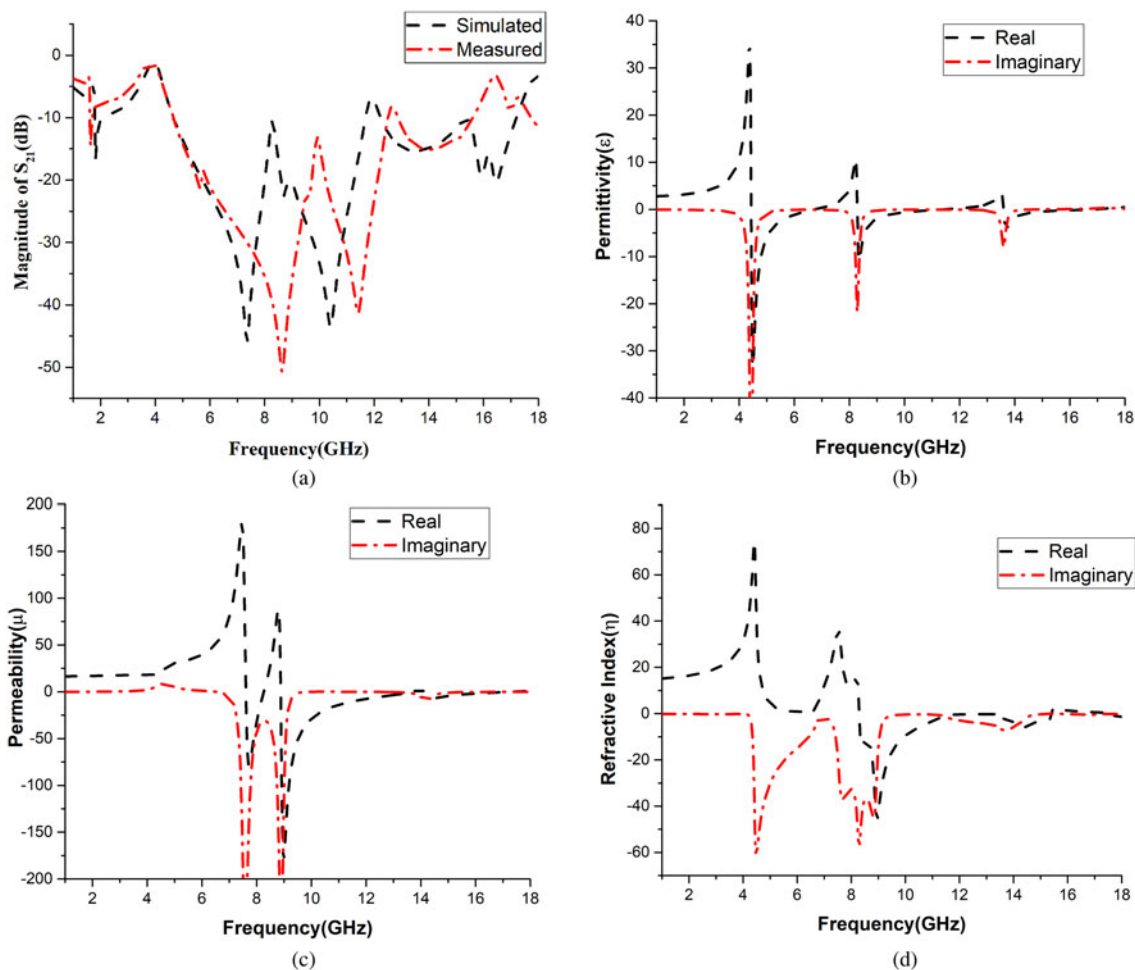 (a)
Simulated
Measured
Magnitude of S21(dB)
0
-10
-20
-30
-40
-50
2 4 6 8 10 12 14 16 18
Frequency(GHz)
(a)
Real
Imaginary
Permittivity(ε)
40
30
20
10
0
-10
-20
-30
-40
2 4 6 8 10 12 14 16 18
Frequency(GHz)
(b)
Real
Imaginary
Permeability(μ)
200
150
100
50
0
-50
-100
-150
-200
2 4 6 8 10 12 14 16 18
Frequency(GHz)
(c)
Real
Imaginary
Refractive Index(η)
80
60
40
20
0
-20
-40
-60
2 4 6 8 10 12 14 16 18
Frequency(GHz)
(d)